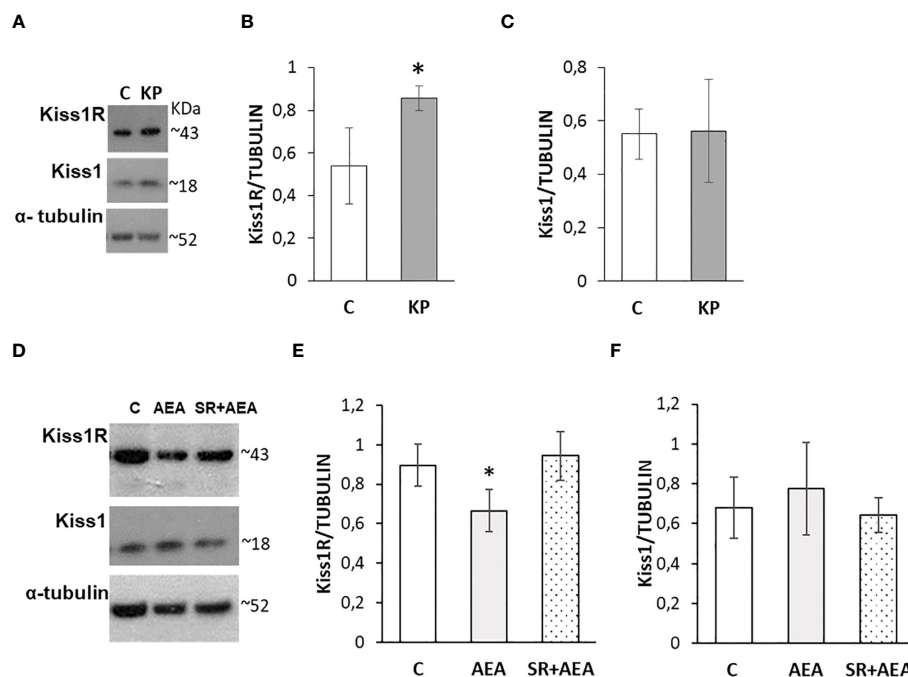 A
C KP
KDa
Kiss1R
~43
Kiss1
~18
α- tubulin
~52
B
Kiss1R/TUBULIN
1
0,8
0,6
0,4
0,2
0
*
C KP
C
Kiss1/TUBULIN
0,8
0,6
0,4
0,2
0
C KP
D
C AEA SR+AEA
Kiss1R
~43
Kiss1
~18
α-tubulin
~52
E
Kiss1R/TUBULIN
1,2
1
0,8
0,6
0,4
0,2
0
*
C AEA SR+AEA
F
Kiss1/TUBULIN
1,2
1
0,8
0,6
0,4
0,2
0
C AEA SR+AEA